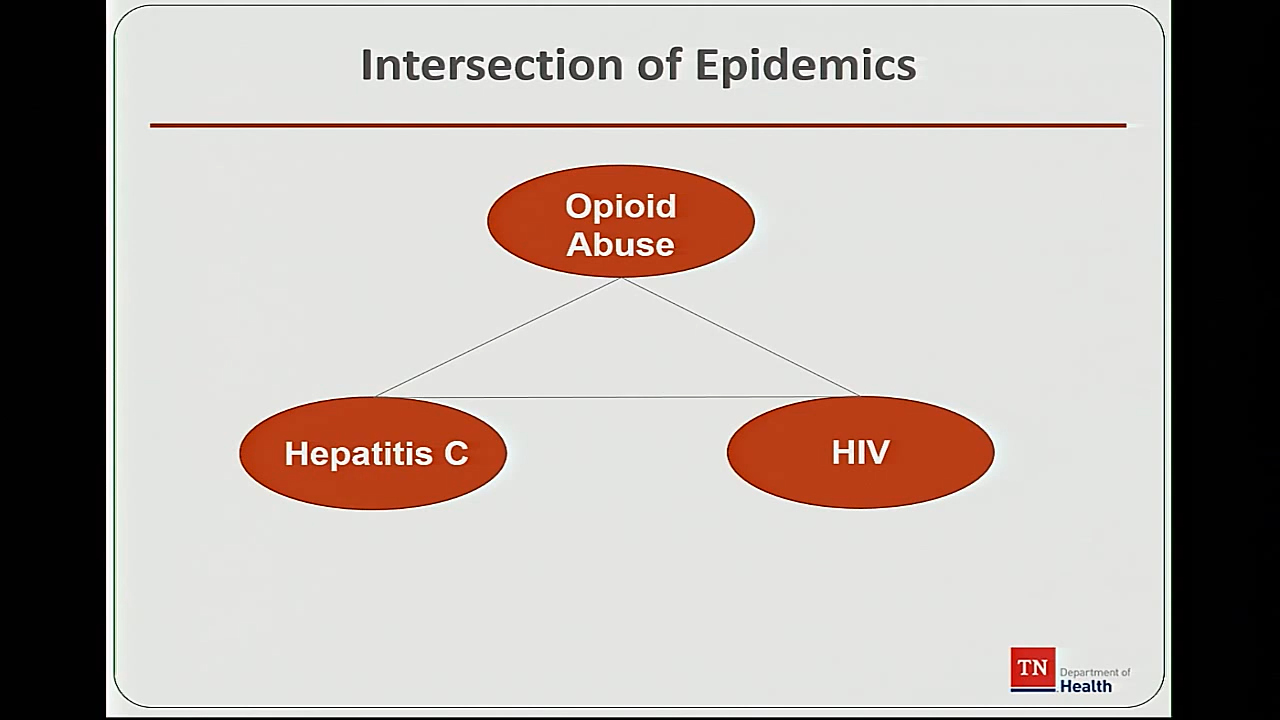 Intersection of Epidemics
Opioid
Abuse
Hepatitis C
HIV
TN
Department of
Health